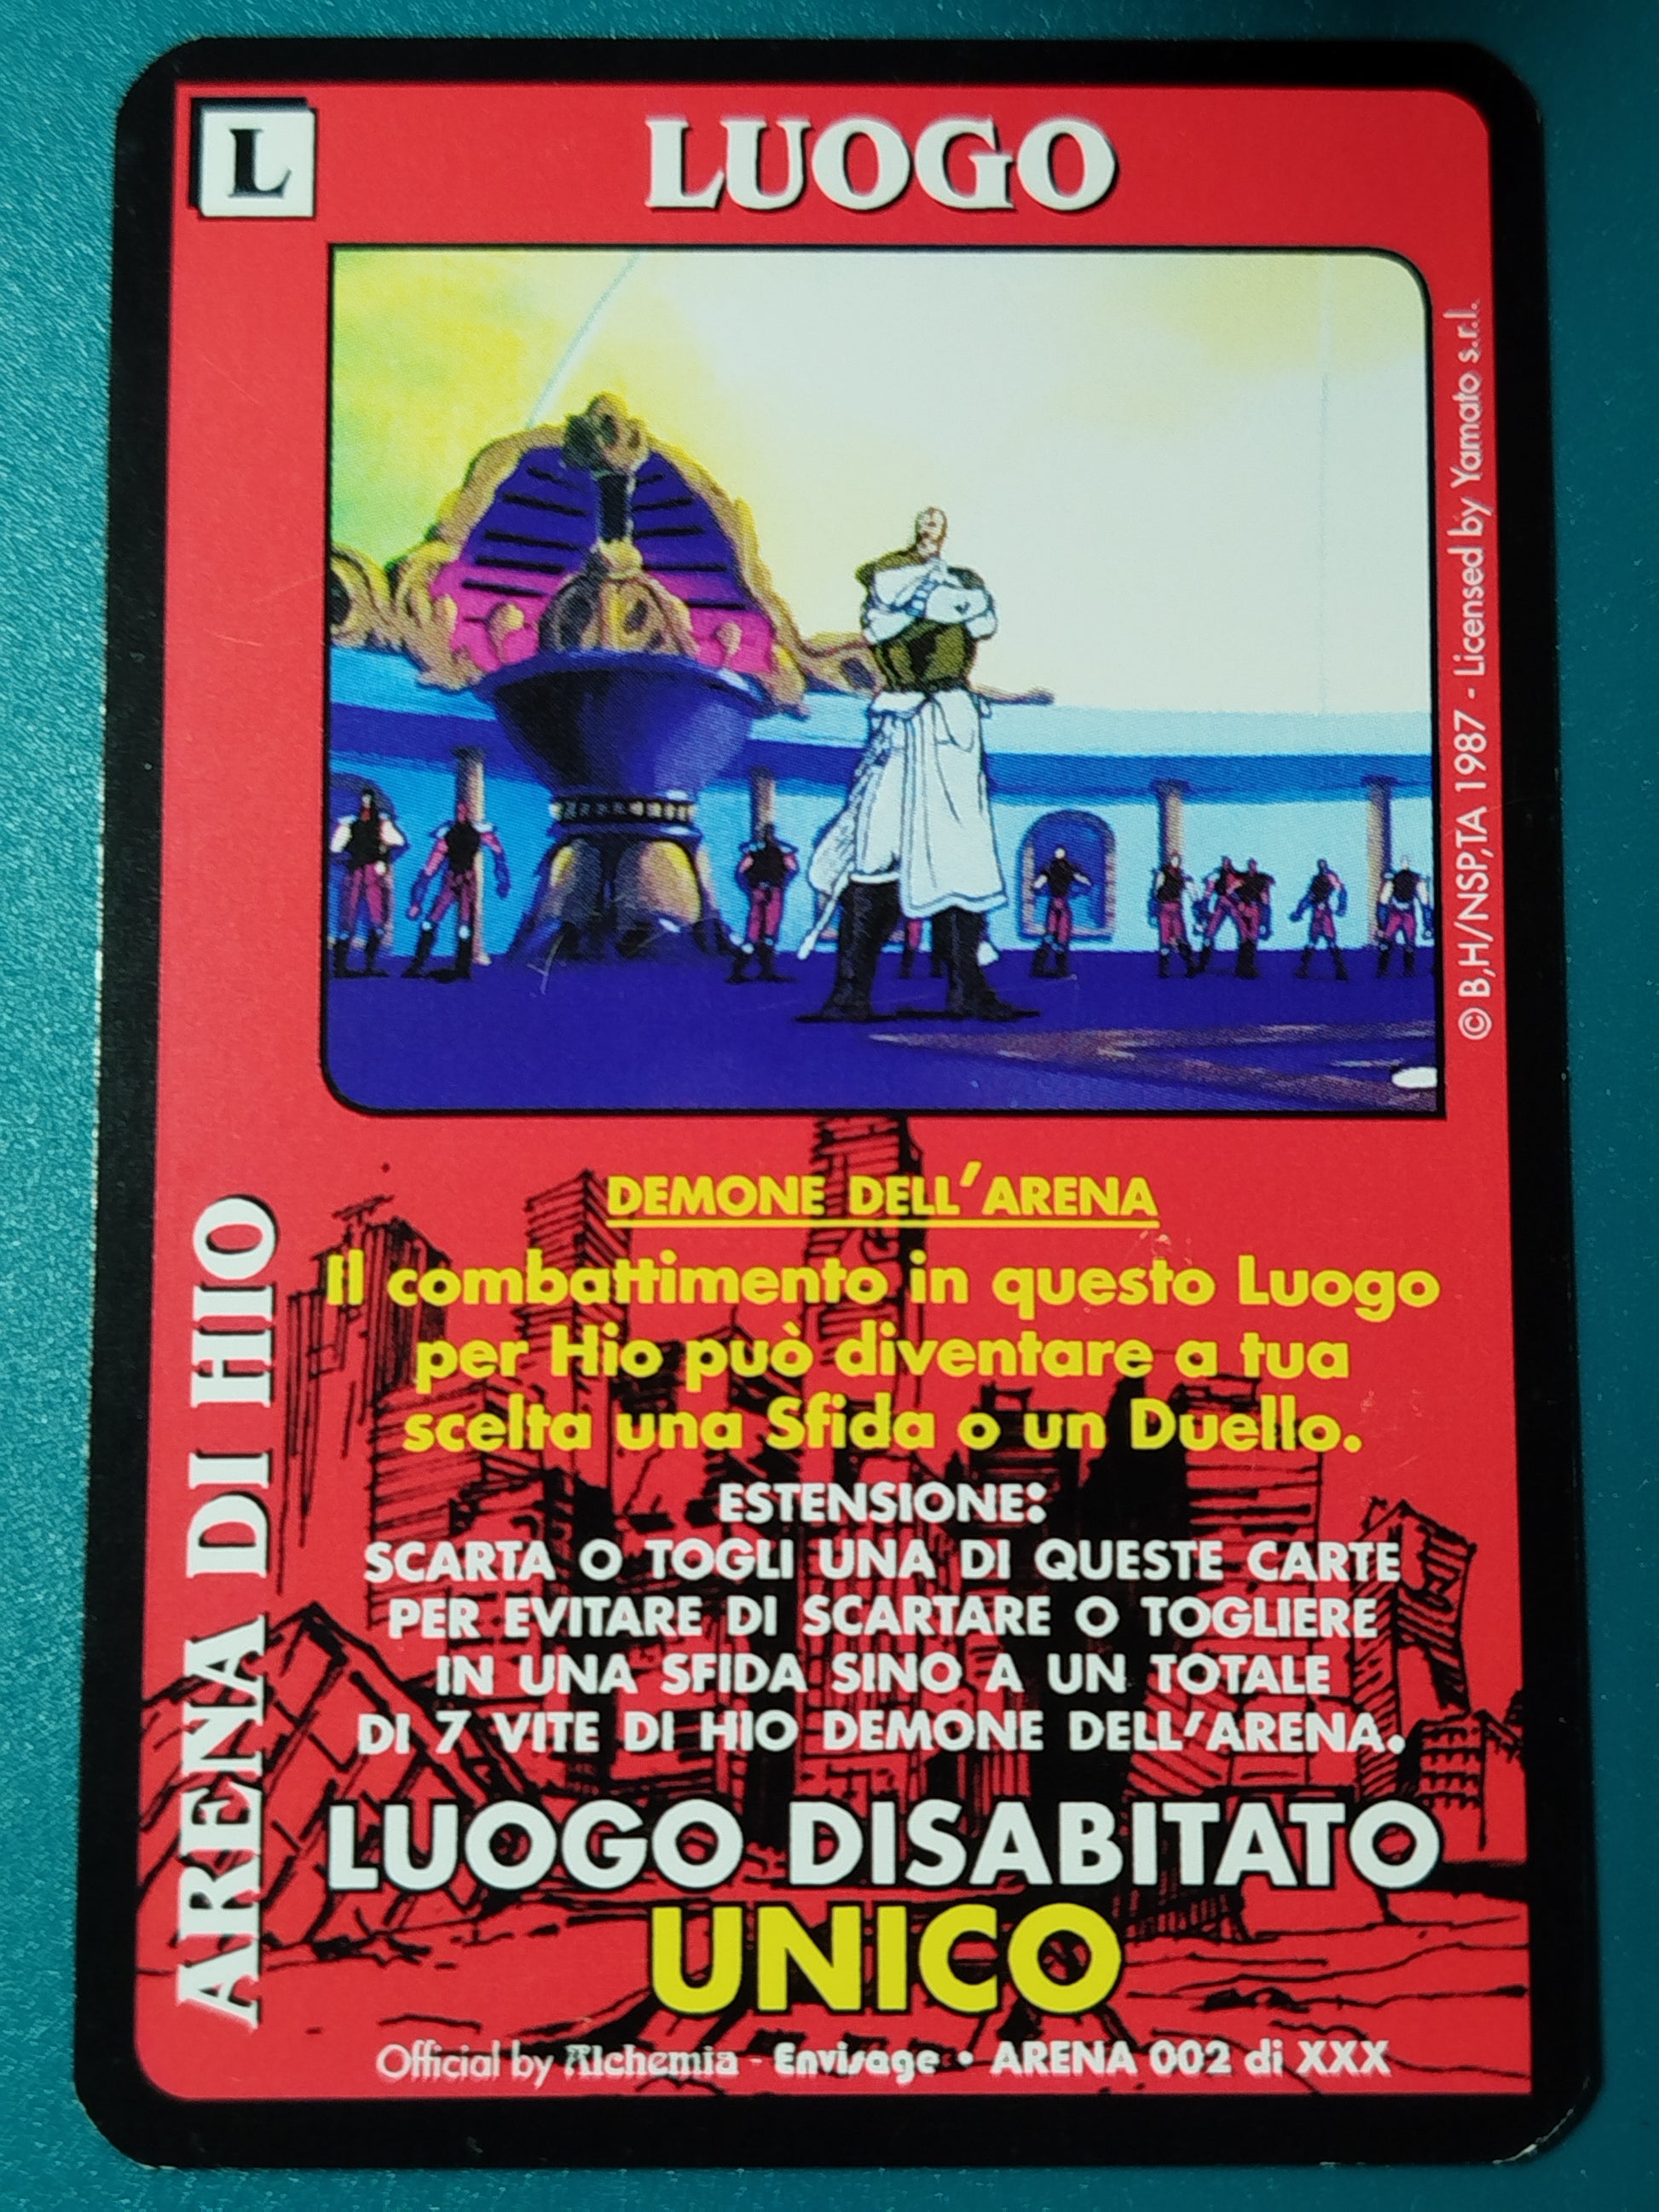 L
LUOGO
© B,H/NSP,TA 1987 - Licensed by Yamato s.r.l.
ARENA DI HIO
DEMONE DELL'ARENA
Il combattimento in questo Luogo
per Hio può diventare a tua
scelta una Sfida o un Duello.
ESTENSIONE:
SCARTA O TOGLI UNA DI QUESTE CARTE
PER EVITARE DI SCARTARE O TOGLIERE
IN UNA SFIDA SINO A UN TOTALE
DI 7 VITE DI HIO DEMONE DELL'ARENA.
LUOGO DISABITATO
UNICO
Official by Alchemia - Envisage • ARENA 002 di XXX